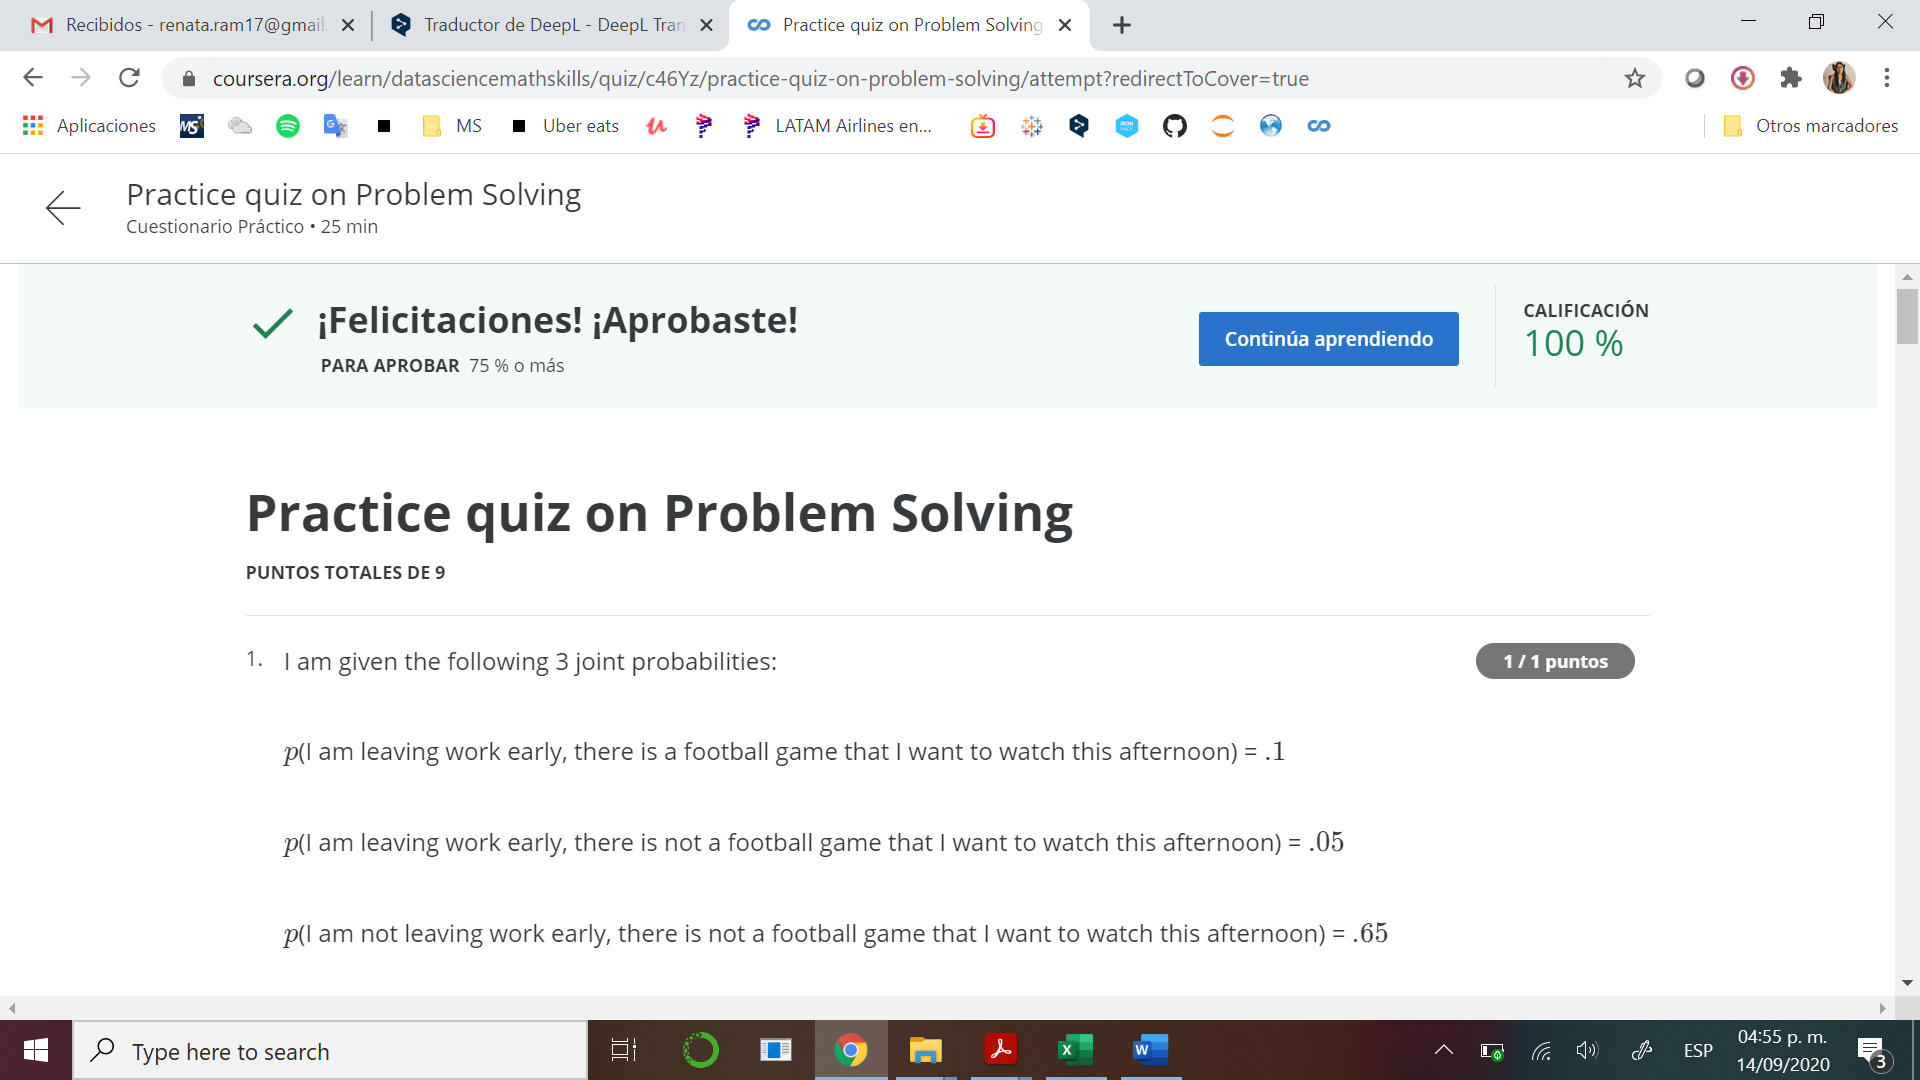 Recibidos - renata.ram17@gmail.
Traductor de DeepL - DeepL Tran
Practice quiz on Problem Solving
coursera.org/learn/datasciencemathskills/quiz/c46Yz/practice-quiz-on-problem-solving/attempt?redirectToCover=true
Aplicaciones
MS
MS
Uber eats
LATAM Airlines en...
Otros marcadores
Practice quiz on Problem Solving
Cuestionario Práctico • 25 min
¡Felicitaciones! ¡Aprobaste!
PARA APROBAR 75 % o más
Continúa aprendiendo
CALIFICACIÓN
100 %
Practice quiz on Problem Solving
PUNTOS TOTALES DE 9
1. I am given the following 3 joint probabilities:
1 / 1 puntos
p(I am leaving work early, there is a football game that I want to watch this afternoon) = .1
p(I am leaving work early, there is not a football game that I want to watch this afternoon) = .05
p(I am not leaving work early, there is not a football game that I want to watch this afternoon) = .65
Type here to search
ESP
04:55 p. m.
14/09/2020
3